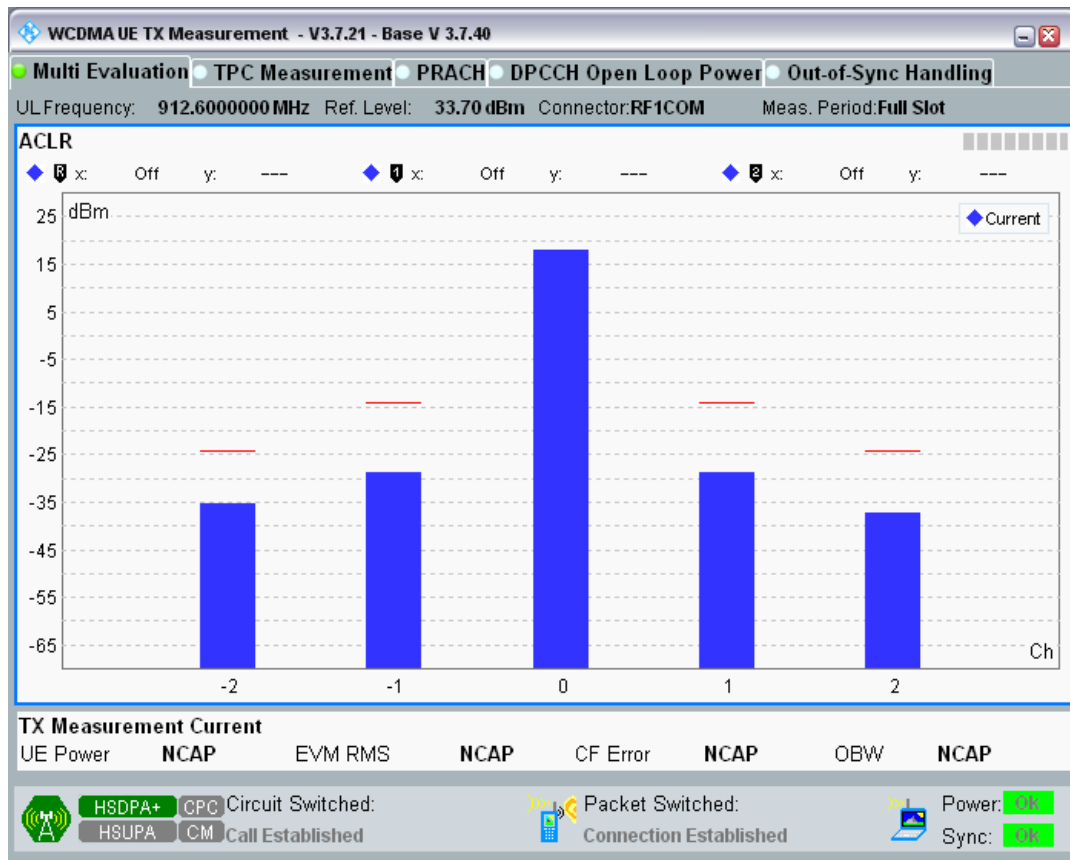 WCDMA UE TX Measurement - V3.7.21 - Base V 3.7.40
Multi Evaluation TPC Measurement PRACH DPCCH Open Loop Power Out-of-Sync Handling
UL Frequency: 912.6000000 MHz Ref. Level: 33.70 dBm Connector:RF1COM Meas. Period:Full Slot
ACLR
R x: Off y: --- 1 x: Off y: --- 2 x: Off y: ---
dBm
Current
25
15
5
-5
-15
-25
-35
-45
-55
-65
Ch
-2 -1 0 1 2
TX Measurement Current
UE Power NCAP EVM RMS NCAP CF Error NCAP OBW NCAP
HSDPA+ CPC Circuit Switched: Packet Switched: Power: Ok
HSUPA CM Call Established Connection Established Sync: Ok